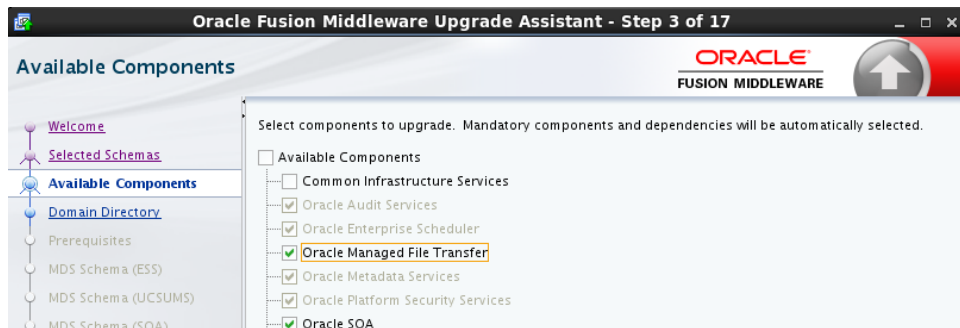 Oracle Fusion Middleware Upgrade Assistant - Step 3 of 17
Available Components
ORACLE
FUSION MIDDLEWARE
Welcome
Selected Schemas
Available Components
Domain Directory
Prerequisites
MDS Schema (ESS)
MDS Schema (UCSUMS)
MDS Schema (SOA)
Select components to upgrade. Mandatory components and dependencies will be automatically selected.
Available Components
Common Infrastructure Services
Oracle Audit Services
Oracle Enterprise Scheduler
Oracle Managed File Transfer
Oracle Metadata Services
Oracle Platform Security Services
Oracle SOA